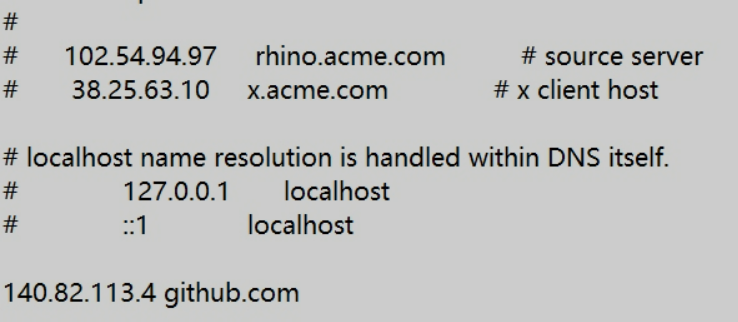 #
#      102.54.94.97     rhino.acme.com          # source server
#       38.25.63.10     x.acme.com              # x client host
# localhost name resolution is handled within DNS itself.
#             127.0.0.1       localhost
#             ::1             localhost
140.82.113.4 github.com